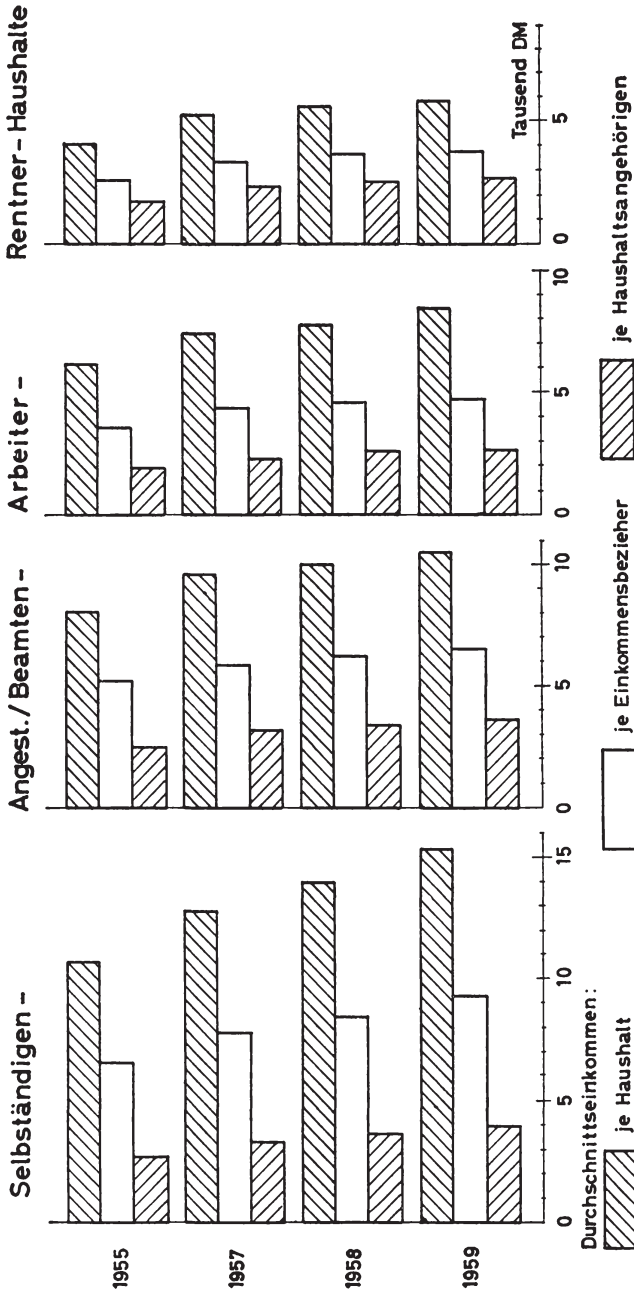 Selbständigen -
Angest./Beamten -
Arbeiter -
Rentner-Haushalte
1955
1957
1958
1959
0 5 10 15
0 5 10
0 5 10
0 5
Tausend DM
Durchschnittseinkommen:
je Haushalt
je Einkommensbezieher
je Haushaltsangehörigen